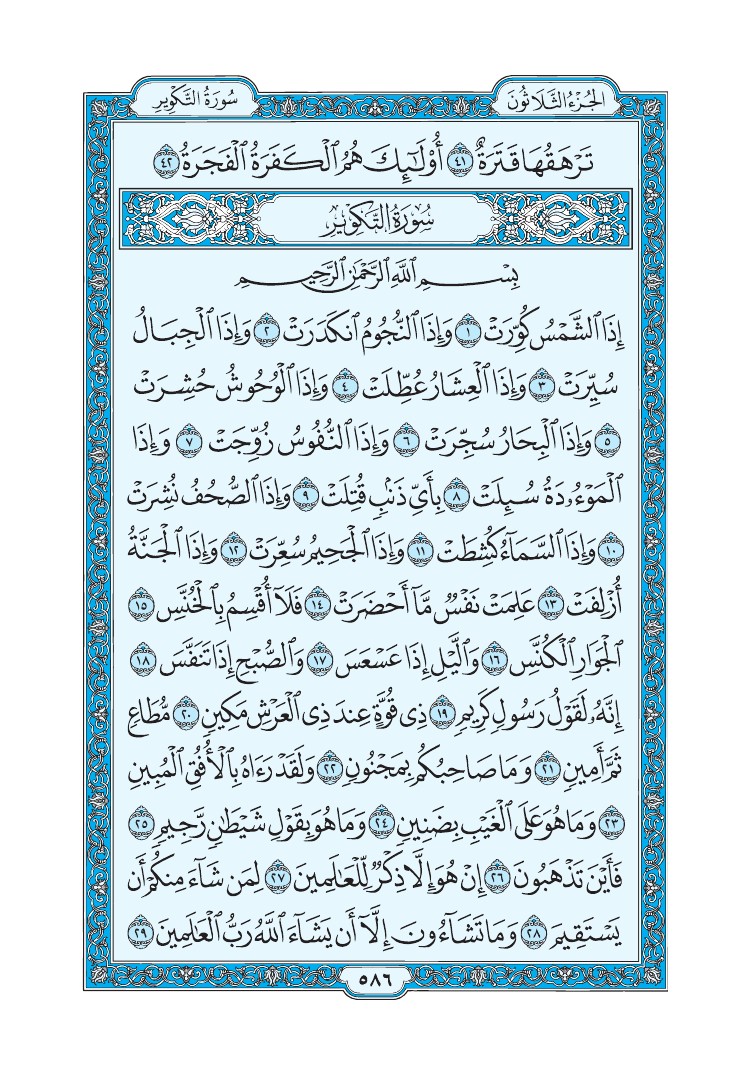 الجُزْءُ الثَّلَاثُونَ
سُورَةُ التَّكْوِيرِ
تَرْهَقُهَا قَتَرَةٌ ٤١ أُوْلَٰٓئِكَ هُمُ ٱلْكَفَرَةُ ٱلْفَجَرَةُ ٤٢
سُورَةُ التَّكْوِيرِ
بِسْمِ ٱللَّهِ ٱلرَّحْمَٰنِ ٱلرَّحِيمِ
إِذَا ٱلشَّمْسُ كُوِّرَتْ ١ وَإِذَا ٱلنُّجُومُ ٱنكَدَرَتْ ٢ وَإِذَا ٱلْجِبَالُ
سُيِّرَتْ ٣ وَإِذَا ٱلْعِشَارُ عُطِّلَتْ ٤ وَإِذَا ٱلْوُحُوشُ حُشِرَتْ
٥ وَإِذَا ٱلْبِحَارُ سُجِّرَتْ ٦ وَإِذَا ٱلنُّفُوسُ زُوِّجَتْ ٧ وَإِذَا
ٱلْمَوْءُۥدَةُ سُئِلَتْ ٨ بِأَيِّ ذَنۢبٍ قُتِلَتْ ٩ وَإِذَا ٱلصُّحُفُ نُشِرَتْ
١٠ وَإِذَا ٱلسَّمَآءُ كُشِطَتْ ١١ وَإِذَا ٱلْجَحِيمُ سُعِّرَتْ ١٢ وَإِذَا ٱلْجَنَّةُ
أُزْلِفَتْ ١٣ عَلِمَتْ نَفْسٌ مَّآ أَحْضَرَتْ ١٤ فَلَآ أُقْسِمُ بِٱلْخُنَّسِ ١٥
ٱلْجَوَارِ ٱلْكُنَّسِ ١٦ وَٱلَّيْلِ إِذَا عَسْعَسَ ١٧ وَٱلصُّبْحِ إِذَا تَنَفَّسَ ١٨
إِنَّهُۥ لَقَوْلُ رَسُولٍ كَرِيمٍ ١٩ ذِى قُوَّةٍ عِندَ ذِى ٱلْعَرْشِ مَكِينٍ ٢٠ مُّطَاعٍ
ثَمَّ أَمِينٍ ٢١ وَمَا صَاحِبُكُم بِمَجْنُونٍ ٢٢ وَلَقَدْ رَءَاهُ بِٱلْأُفُقِ ٱلْمُبِينِ
٢٣ وَمَا هُوَ عَلَى ٱلْغَيْبِ بِضَنِينٍ ٢٤ وَمَا هُوَ بِقَوْلِ شَيْطَٰنٍ رَّجِيمٍ ٢٥
فَأَيْنَ تَذْهَبُونَ ٢٦ إِنْ هُوَ إِلَّا ذِكْرٌ لِّلْعَٰلَمِينَ ٢٧ لِمَن شَآءَ مِنكُمْ أَن
يَسْتَقِيمَ ٢٨ وَمَا تَشَآءُونَ إِلَّآ أَن يَشَآءَ ٱللَّهُ رَبُّ ٱلْعَٰلَمِينَ ٢٩
٥٨٦